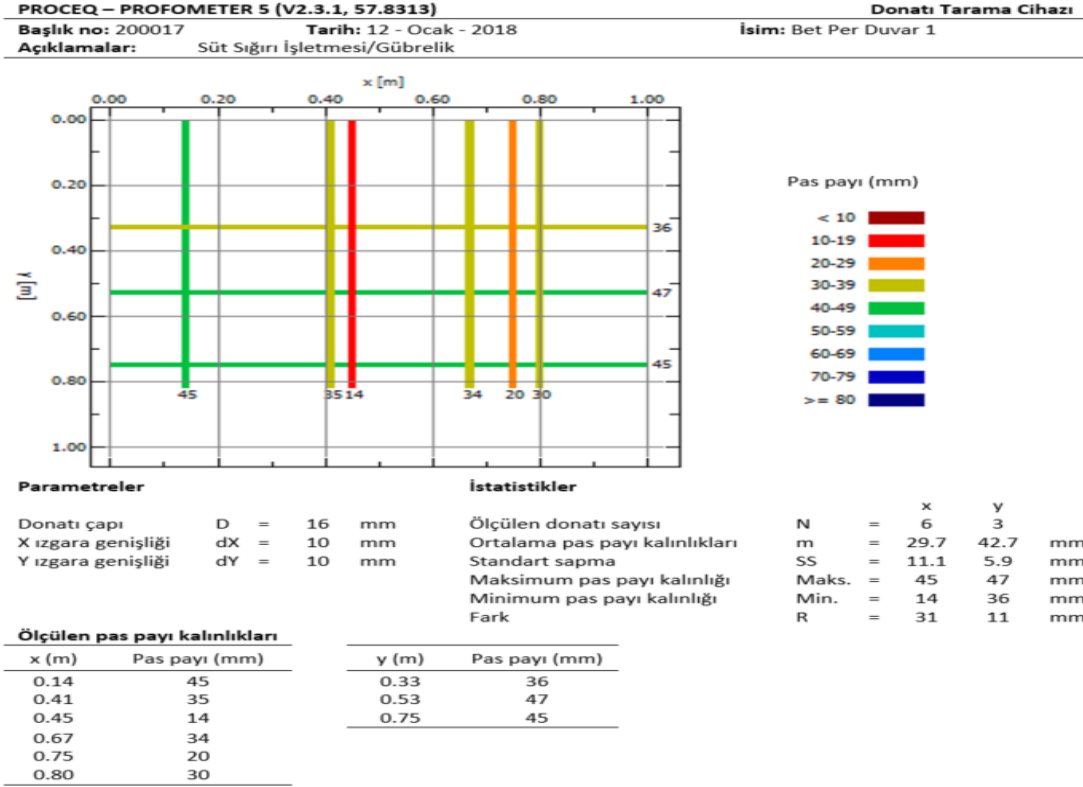 PROCEQ – PROFOMETER 5 (V2.3.1, 57.8313) Donatı Tarama Cihazı
Başlık no: 200017 Tarih: 12 - Ocak - 2018 İsim: Bet Per Duvar 1
Açıklamalar: Süt Sığırı İşletmesi/Gübrelik
x [m]
0.00 0.20 0.40 0.60 0.80 1.00
0.00
0.20
0.40
0.60
0.80
1.00
Y [m]
36
47
45
45 35 14 34 20 30
Pas payı (mm)
< 10
10-19
20-29
30-39
40-49
50-59
60-69
70-79
>= 80
Parametreler
Donatı çapı D = 16 mm
X ızgara genişliği dX = 10 mm
Y ızgara genişliği dY = 10 mm
İstatistikler
x y
Ölçülen donatı sayısı N = 6 3
Ortalama pas payı kalınlıkları m = 29.7 42.7 mm
Standart sapma SS = 11.1 5.9 mm
Maksimum pas payı kalınlığı Maks. = 45 47 mm
Minimum pas payı kalınlığı Min. = 14 36 mm
Fark R = 31 11 mm
Ölçülen pas payı kalınlıkları
x (m) Pas payı (mm)
0.14 45
0.41 35
0.45 14
0.67 34
0.75 20
0.80 30
y (m) Pas payı (mm)
0.33 36
0.53 47
0.75 45